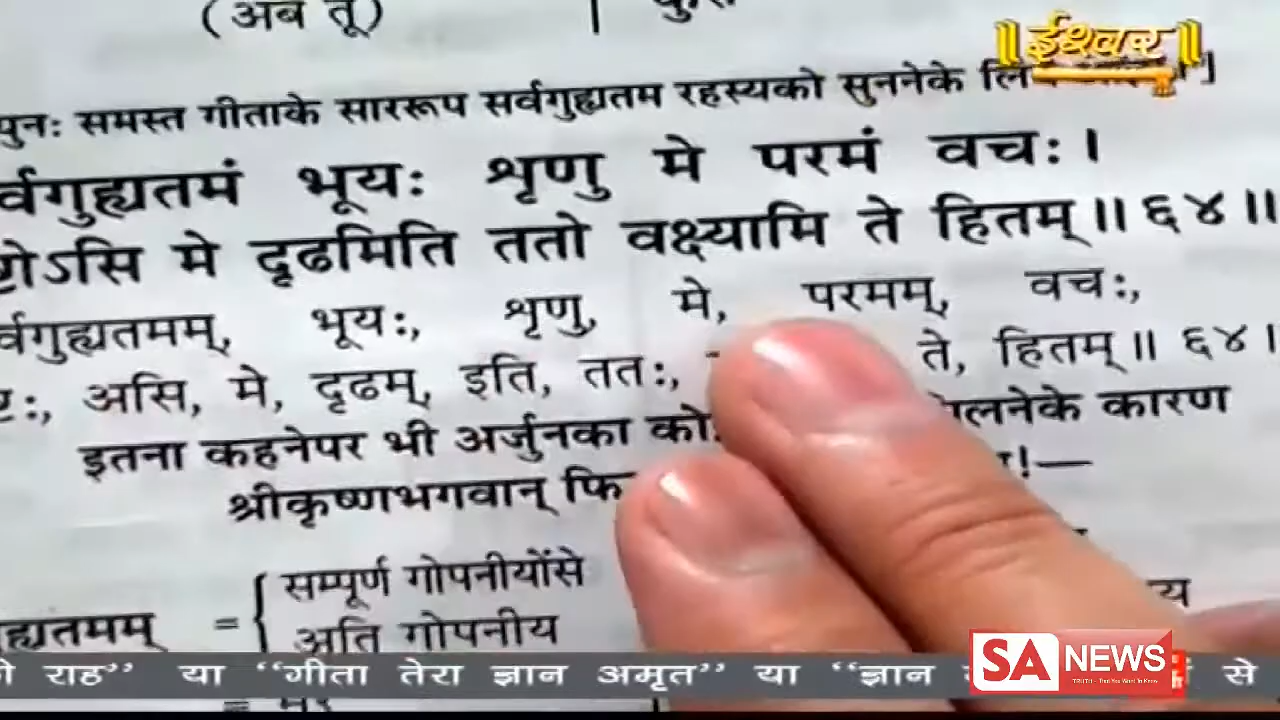 (अब तू)
ईश्वर
पुनः समस्त गीताके साररूप सर्वगुह्यतम रहस्यको सुननेके
र्वगुह्यतमं भूयः शृणु मे परमं वचः।
ऽसि मे दृढमिति ततो वक्ष्यामि ते हितम्॥ ६४॥
र्वगुह्यतमम्, भूयः, शृणु, मे, परमम्, वचः,
असि, मे, दृढम्, इति, ततः, ते, हितम्॥ ६४।
इतना कहनेपर भी अर्जुनका कारण
श्रीकृष्णभगवान् !—
सम्पूर्ण गोपनीयोंसे
ह्यतमम् = { अति गोपनीय
SA NEWS
राह” या “गीता तेरा ज्ञान अमृत” या “ज्ञान से